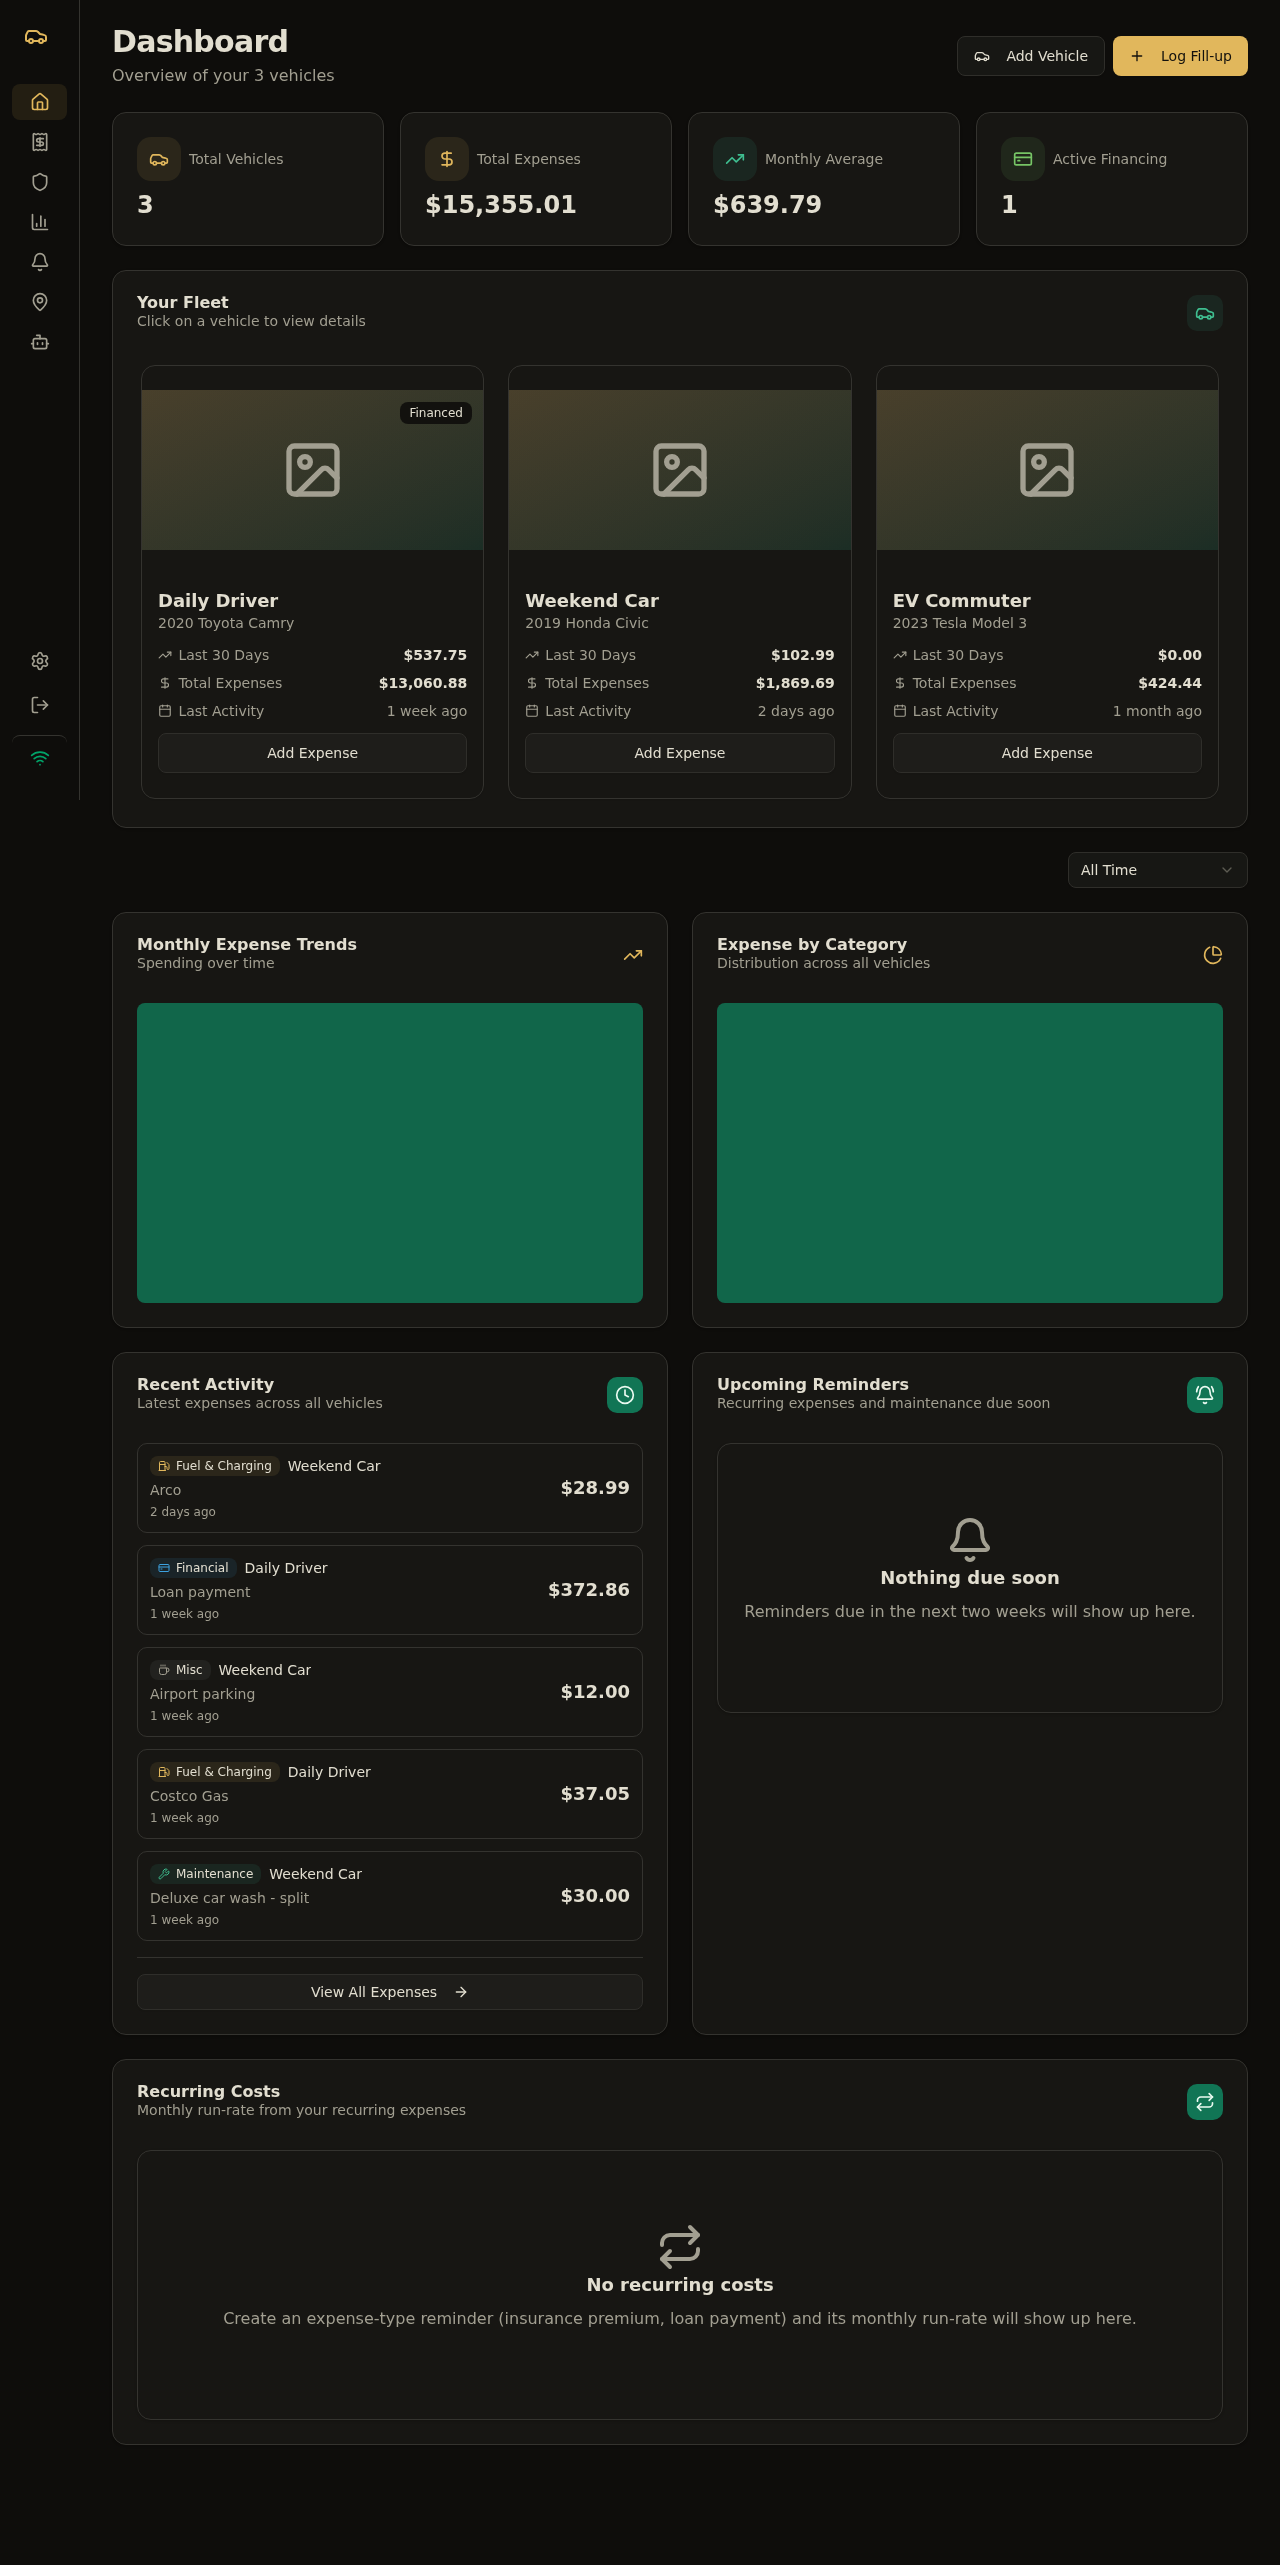 Dashboard
Overview of your 3 vehicles
Add Vehicle
Log Fill-up
Total Vehicles
3
Total Expenses
$15,355.01
Monthly Average
$639.79
Active Financing
1
Your Fleet
Click on a vehicle to view details
Financed
Daily Driver
2020 Toyota Camry
Last 30 Days $537.75
Total Expenses $13,060.88
Last Activity 1 week ago
Add Expense
Weekend Car
2019 Honda Civic
Last 30 Days $102.99
Total Expenses $1,869.69
Last Activity 2 days ago
Add Expense
EV Commuter
2023 Tesla Model 3
Last 30 Days $0.00
Total Expenses $424.44
Last Activity 1 month ago
Add Expense
All Time
Monthly Expense Trends
Spending over time
Expense by Category
Distribution across all vehicles
Recent Activity
Latest expenses across all vehicles
Fuel & Charging Weekend Car
Arco
2 days ago
$28.99
Financial Daily Driver
Loan payment
1 week ago
$372.86
Misc Weekend Car
Airport parking
1 week ago
$12.00
Fuel & Charging Daily Driver
Costco Gas
1 week ago
$37.05
Maintenance Weekend Car
Deluxe car wash - split
1 week ago
$30.00
View All Expenses
Upcoming Reminders
Recurring expenses and maintenance due soon
Nothing due soon
Reminders due in the next two weeks will show up here.
Recurring Costs
Monthly run-rate from your recurring expenses
No recurring costs
Create an expense-type reminder (insurance premium, loan payment) and its monthly run-rate will show up here.